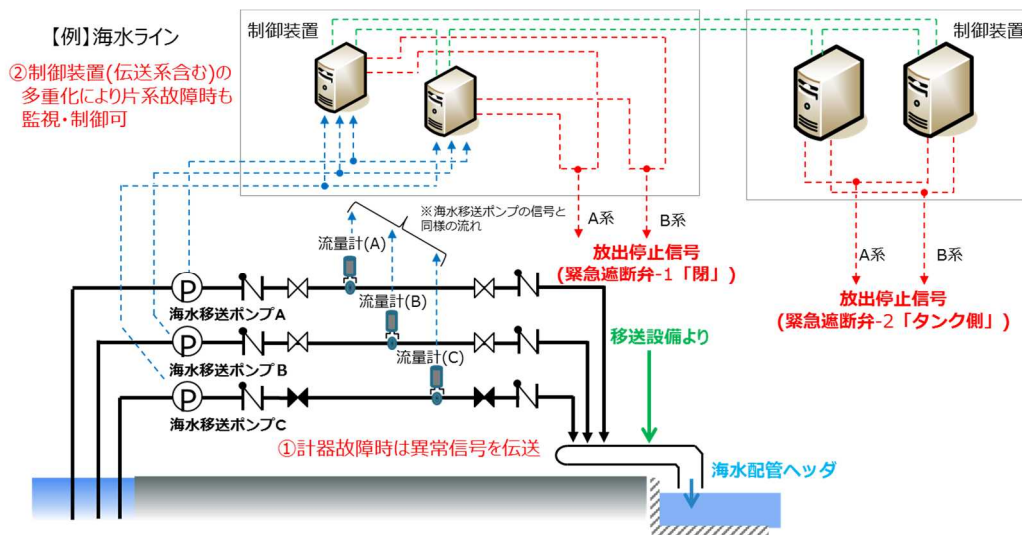 【例】海水ライン
②制御装置(伝送系含む)の
多重化により片系故障時も
監視・制御可
制御装置
制御装置
※海水移送ポンプの信号と
同様の流れ
A系
B系
放出停止信号
(緊急遮断弁-1「閉」)
A系
B系
放出停止信号
(緊急遮断弁-2「タンク側」)
流量計(A)
P
海水移送ポンプA
流量計(B)
P
海水移送ポンプB
流量計(C)
P
海水移送ポンプC
移送設備より
①計器故障時は異常信号を伝送
海水配管ヘッダ